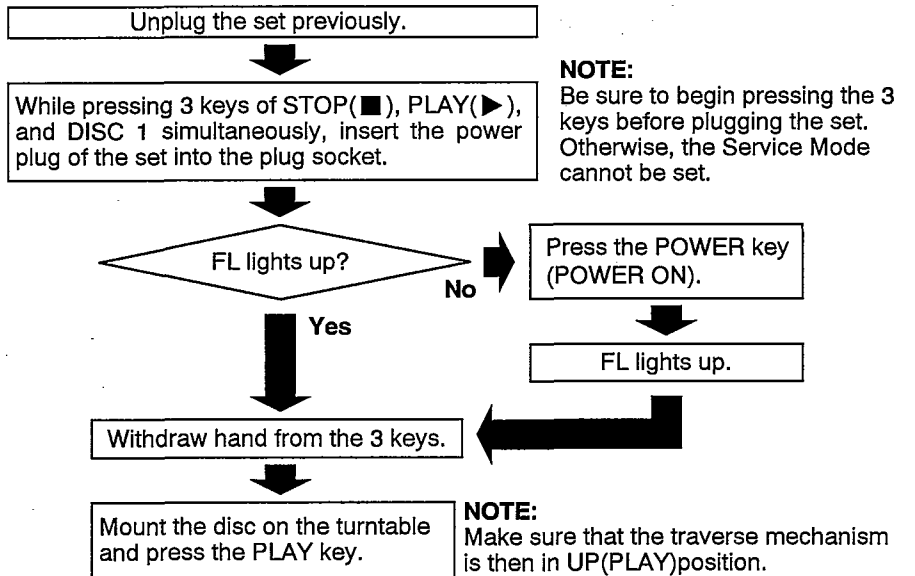 Unplug the set previously.
While pressing 3 keys of STOP(■), PLAY(▶),
and DISC 1 simultaneously, insert the power
plug of the set into the plug socket.
NOTE:
Be sure to begin pressing the 3
keys before plugging the set.
Otherwise, the Service Mode
cannot be set.
FL lights up?
No
Press the POWER key
(POWER ON).
Yes
FL lights up.
Withdraw hand from the 3 keys.
Mount the disc on the turntable
and press the PLAY key.
NOTE:
Make sure that the traverse mechanism
is then in UP(PLAY)position.